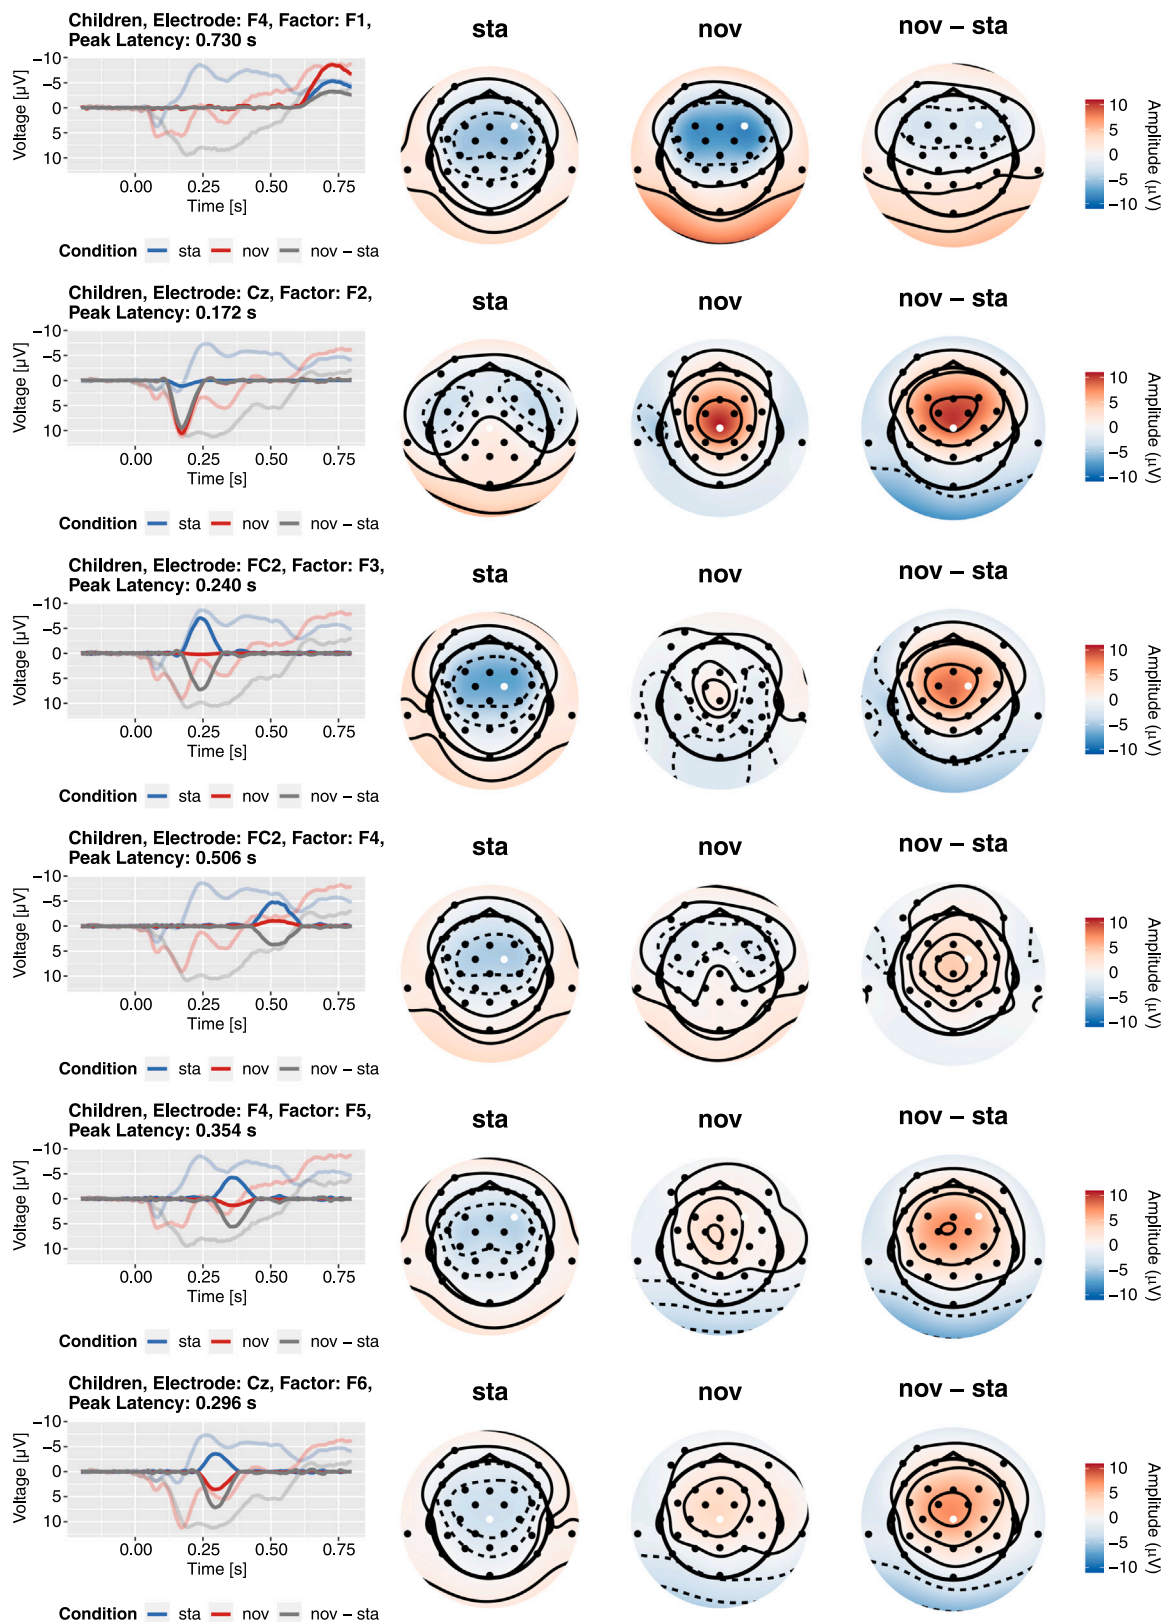 Children, Electrode: F4, Factor: F1,
Peak Latency: 0.730 s
sta
nov
nov – sta
Voltage [µV]
−10
−5
0
5
10
0.00 0.25 0.50 0.75
Time [s]
Condition sta nov nov – sta
10
5
0
−5
−10
Amplitude (µV)
Children, Electrode: Cz, Factor: F2,
Peak Latency: 0.172 s
sta
nov
nov – sta
Voltage [µV]
−10
−5
0
5
10
0.00 0.25 0.50 0.75
Time [s]
Condition sta nov nov – sta
10
5
0
−5
−10
Amplitude (µV)
Children, Electrode: FC2, Factor: F3,
Peak Latency: 0.240 s
sta
nov
nov – sta
Voltage [µV]
−10
−5
0
5
10
0.00 0.25 0.50 0.75
Time [s]
Condition sta nov nov – sta
10
5
0
−5
−10
Amplitude (µV)
Children, Electrode: FC2, Factor: F4,
Peak Latency: 0.506 s
sta
nov
nov – sta
Voltage [µV]
−10
−5
0
5
10
0.00 0.25 0.50 0.75
Time [s]
Condition sta nov nov – sta
10
5
0
−5
−10
Amplitude (µV)
Children, Electrode: F4, Factor: F5,
Peak Latency: 0.354 s
sta
nov
nov – sta
Voltage [µV]
−10
−5
0
5
10
0.00 0.25 0.50 0.75
Time [s]
Condition sta nov nov – sta
10
5
0
−5
−10
Amplitude (µV)
Children, Electrode: Cz, Factor: F6,
Peak Latency: 0.296 s
sta
nov
nov – sta
Voltage [µV]
−10
−5
0
5
10
0.00 0.25 0.50 0.75
Time [s]
Condition sta nov nov – sta
10
5
0
−5
−10
Amplitude (µV)